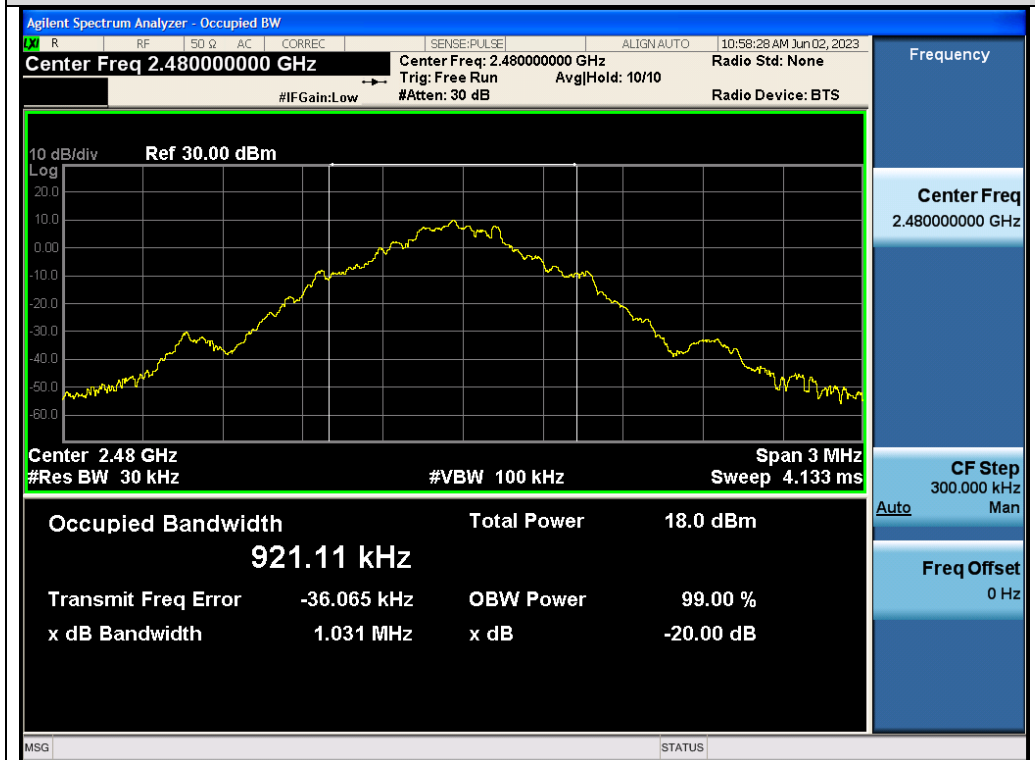 Agilent Spectrum Analyzer - Occupied BW
LXI R RF 50 Ω AC CORREC SENSE:PULSE ALIGN AUTO 10:58:28 AM Jun 02, 2023
Center Freq 2.480000000 GHz
#IFGain:Low
Center Freq: 2.480000000 GHz
Trig: Free Run Avg|Hold: 10/10
#Atten: 30 dB
Radio Std: None
Radio Device: BTS
10 dB/div Ref 30.00 dBm
Log
20.0
10.0
0.00
-10.0
-20.0
-30.0
-40.0
-50.0
-60.0
Center 2.48 GHz Span 3 MHz
#Res BW 30 kHz #VBW 100 kHz Sweep 4.133 ms
Occupied Bandwidth Total Power 18.0 dBm
921.11 kHz
Transmit Freq Error -36.065 kHz OBW Power 99.00 %
x dB Bandwidth 1.031 MHz x dB -20.00 dB
MSG STATUS
Frequency
Center Freq
2.480000000 GHz
CF Step
300.000 kHz
Auto Man
Freq Offset
0 Hz